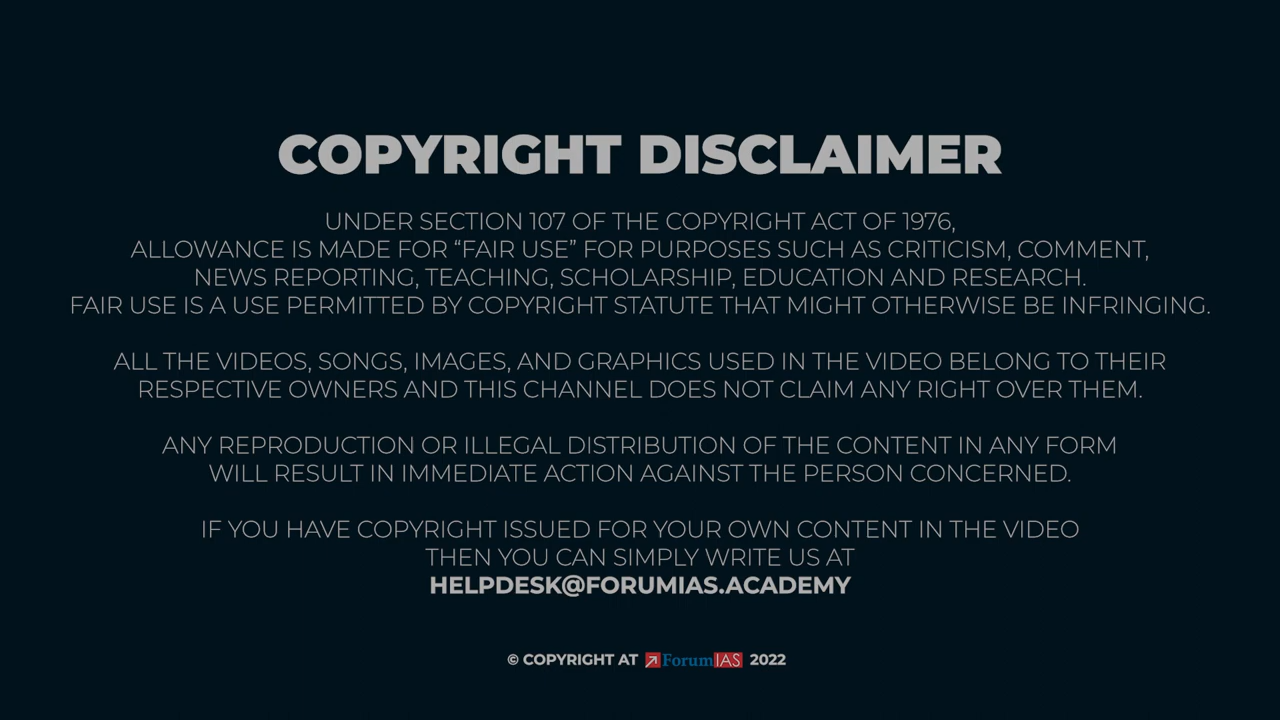 COPYRIGHT DISCLAIMER
UNDER SECTION 107 OF THE COPYRIGHT ACT OF 1976,
ALLOWANCE IS MADE FOR “FAIR USE” FOR PURPOSES SUCH AS CRITICISM, COMMENT,
NEWS REPORTING, TEACHING, SCHOLARSHIP, EDUCATION AND RESEARCH.
FAIR USE IS A USE PERMITTED BY COPYRIGHT STATUTE THAT MIGHT OTHERWISE BE INFRINGING.
ALL THE VIDEOS, SONGS, IMAGES, AND GRAPHICS USED IN THE VIDEO BELONG TO THEIR
RESPECTIVE OWNERS AND THIS CHANNEL DOES NOT CLAIM ANY RIGHT OVER THEM.
ANY REPRODUCTION OR ILLEGAL DISTRIBUTION OF THE CONTENT IN ANY FORM
WILL RESULT IN IMMEDIATE ACTION AGAINST THE PERSON CONCERNED.
IF YOU HAVE COPYRIGHT ISSUED FOR YOUR OWN CONTENT IN THE VIDEO
THEN YOU CAN SIMPLY WRITE US AT
HELPDESK@FORUMIAS.ACADEMY
© COPYRIGHT AT ForumIAS 2022